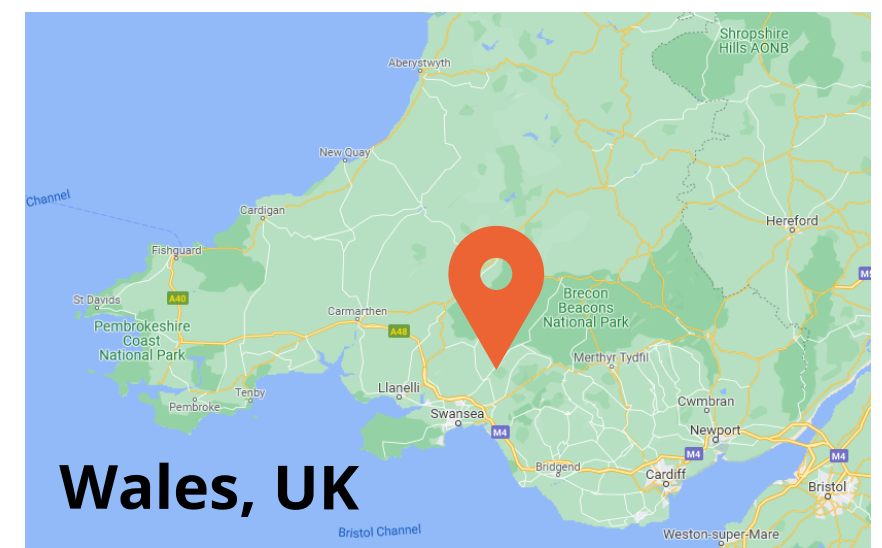 Shropshire
Hills AONB
Aberystwyth
New Quay
Channel
Cardigan
Hereford
Fishguard
M5
St Davids
A40
Brecon
Beacons
National Park
Carmarthen
Pembrokeshire
Coast
National Park
A48
Merthyr Tydfil
Llanelli
Tenby
Pembroke
Cwmbran
Swansea
M4
Newport
M4
M4
Bridgend
Cardiff
Bristol
Wales, UK
Bristol Channel
Weston-super-Mare